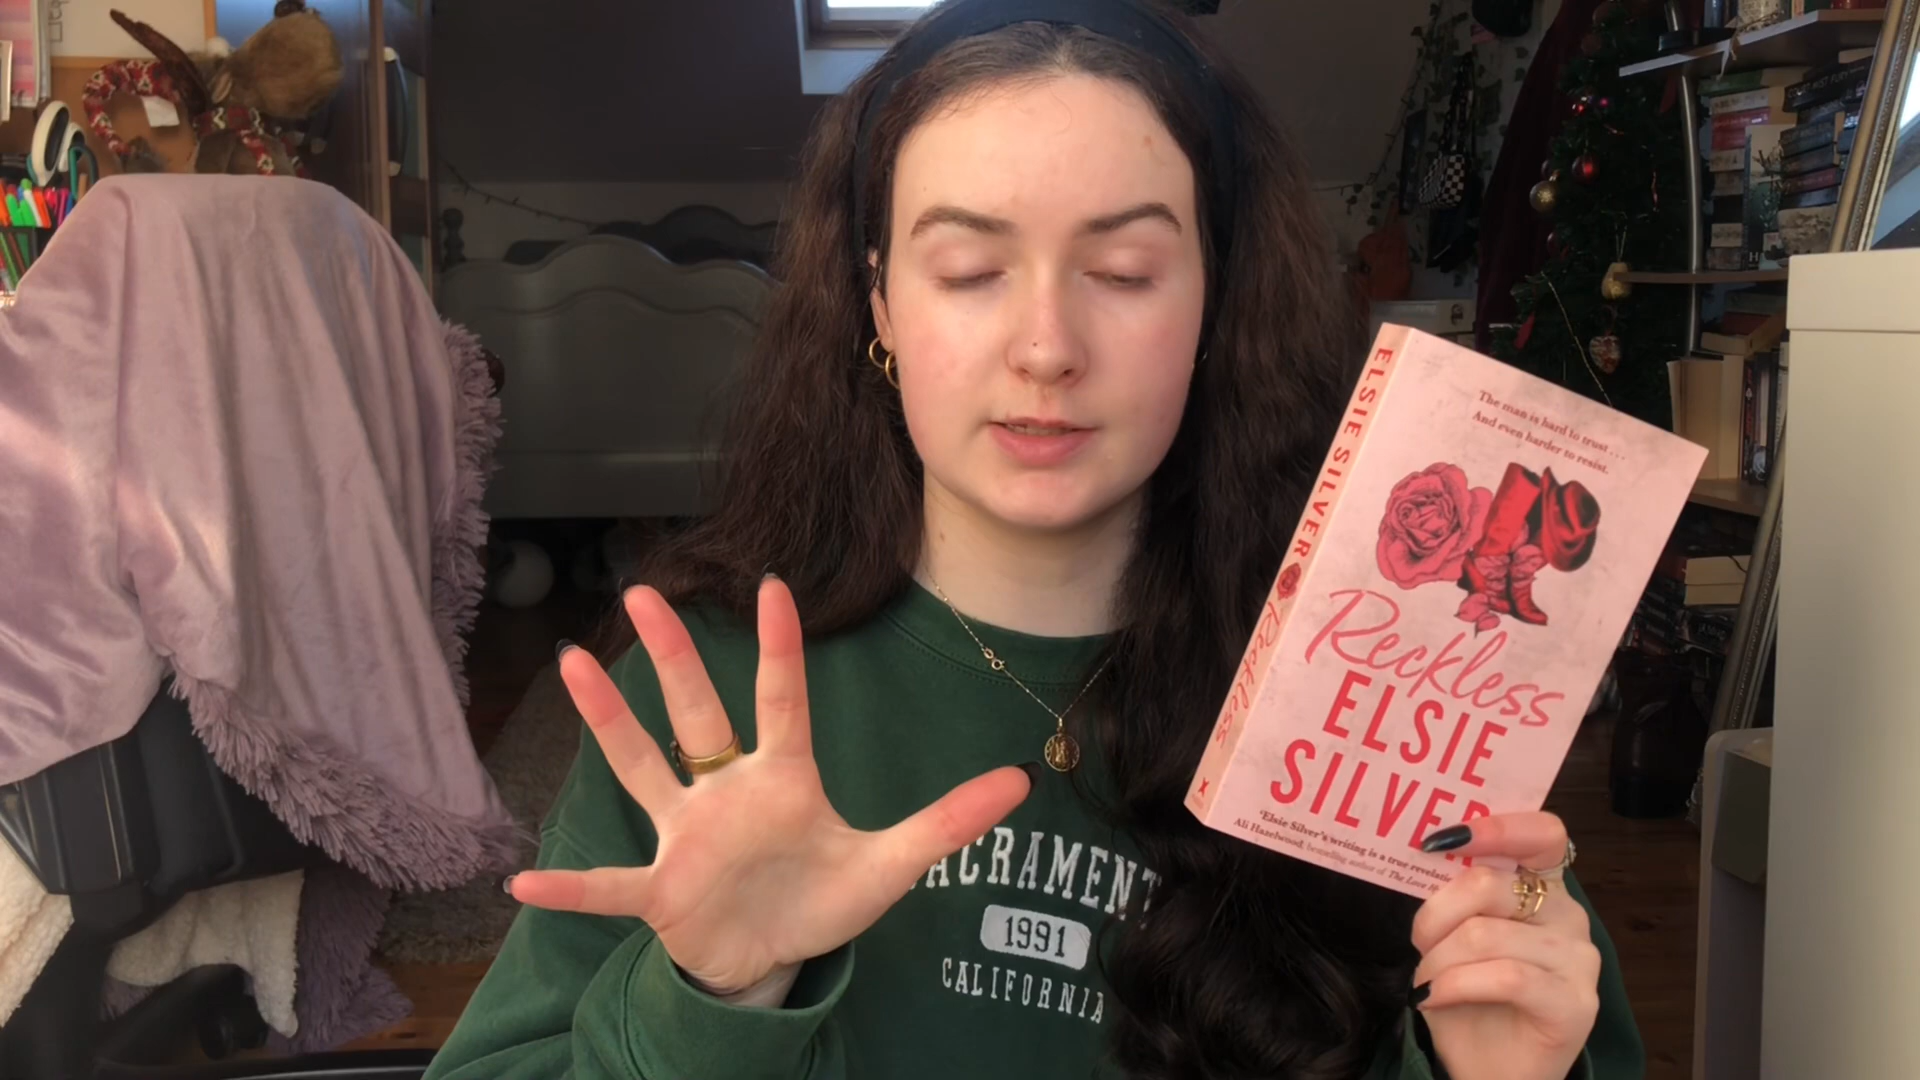 The man is hard to trust . . .
And even harder to resist.
Reckless
ELSIE
SILVER
'Elsie Silver's writing is a true
Ali Hazelwood, bestselling author of The Love
ELSIE SILVER
Reckless
SACRAMENT
1991
CALIFORNIA